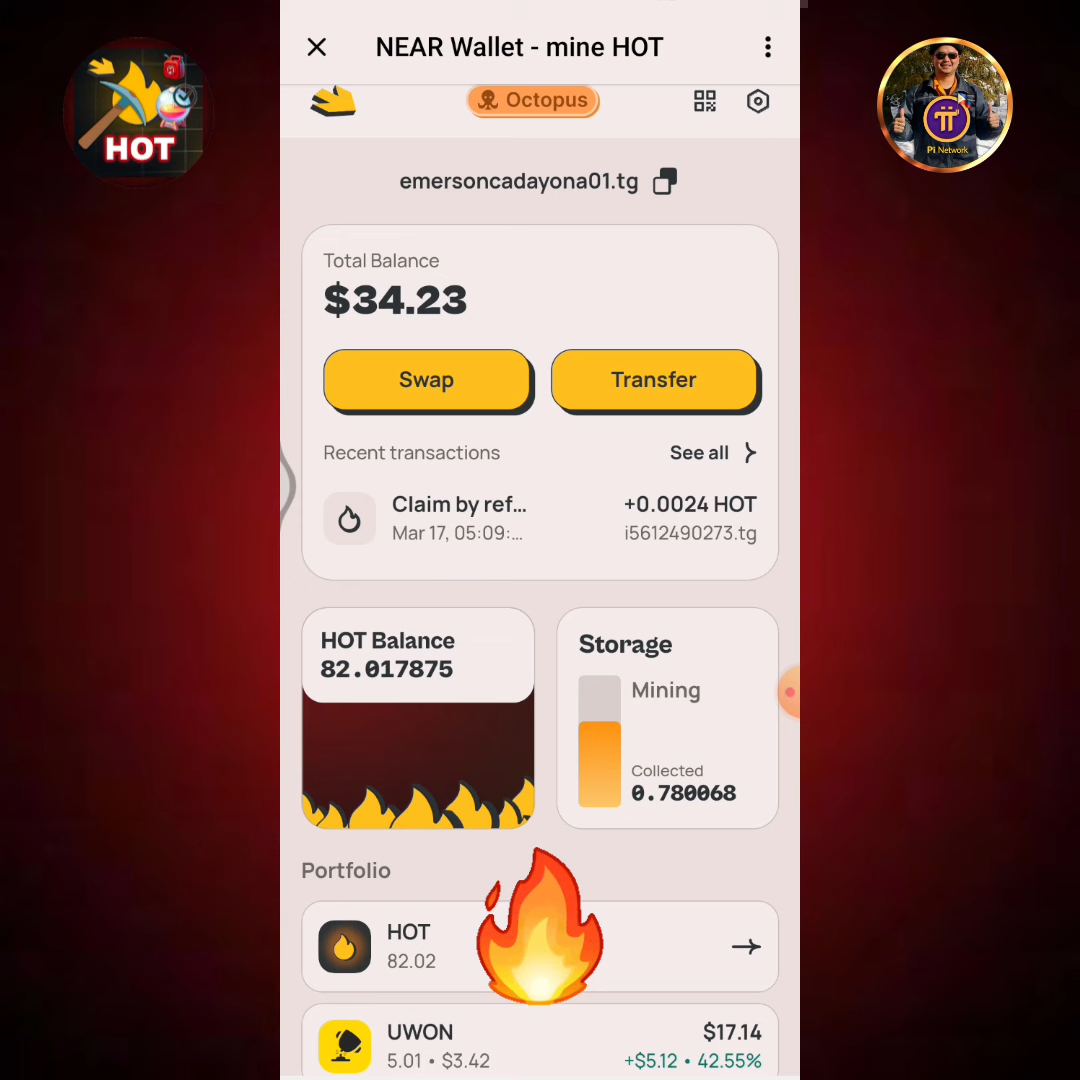 NEAR Wallet - mine HOT
HOT
Pi Network
Octopus
emersoncadayona01.tg
Total Balance
$34.23
Swap
Transfer
Recent transactions
See all
Claim by ref...
+0.0024 HOT
Mar 17, 05:09:...
i5612490273.tg
HOT Balance
82.017875
Storage
Mining
Collected
0.780068
Portfolio
HOT
82.02
UWON
$17.14
5.01 • $3.42
+$5.12 • 42.55%